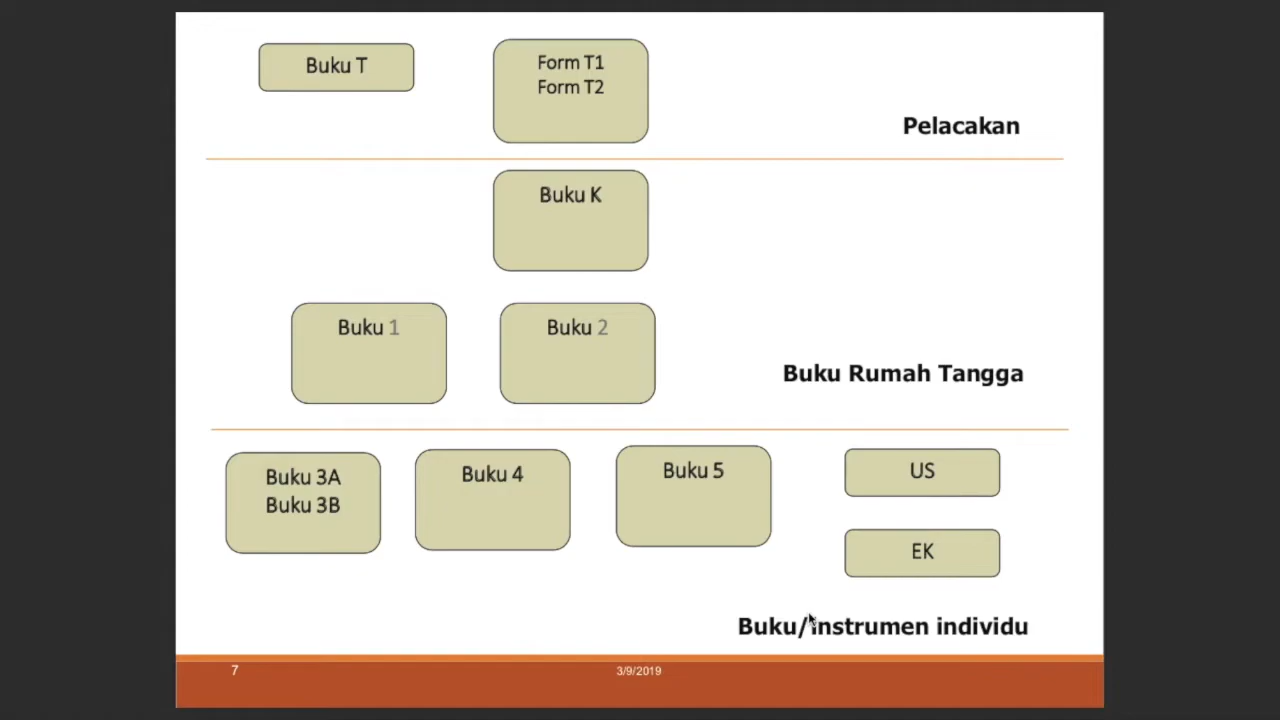 Buku T
Form T1
Form T2
Pelacakan
Buku K
Buku 1
Buku 2
Buku Rumah Tangga
Buku 3A
Buku 3B
Buku 4
Buku 5
US
EK
Buku/instrumen individu
7
3/9/2019